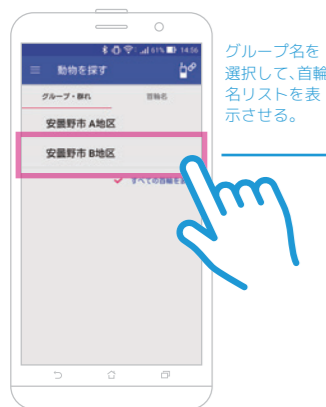 61% 14:56
動物を探す
グループ・群れ 首輪名
安曇野市 A地区
安曇野市 B地区
すべての首輪を
グループ名を
選択して、首輪
名リストを表
示させる。